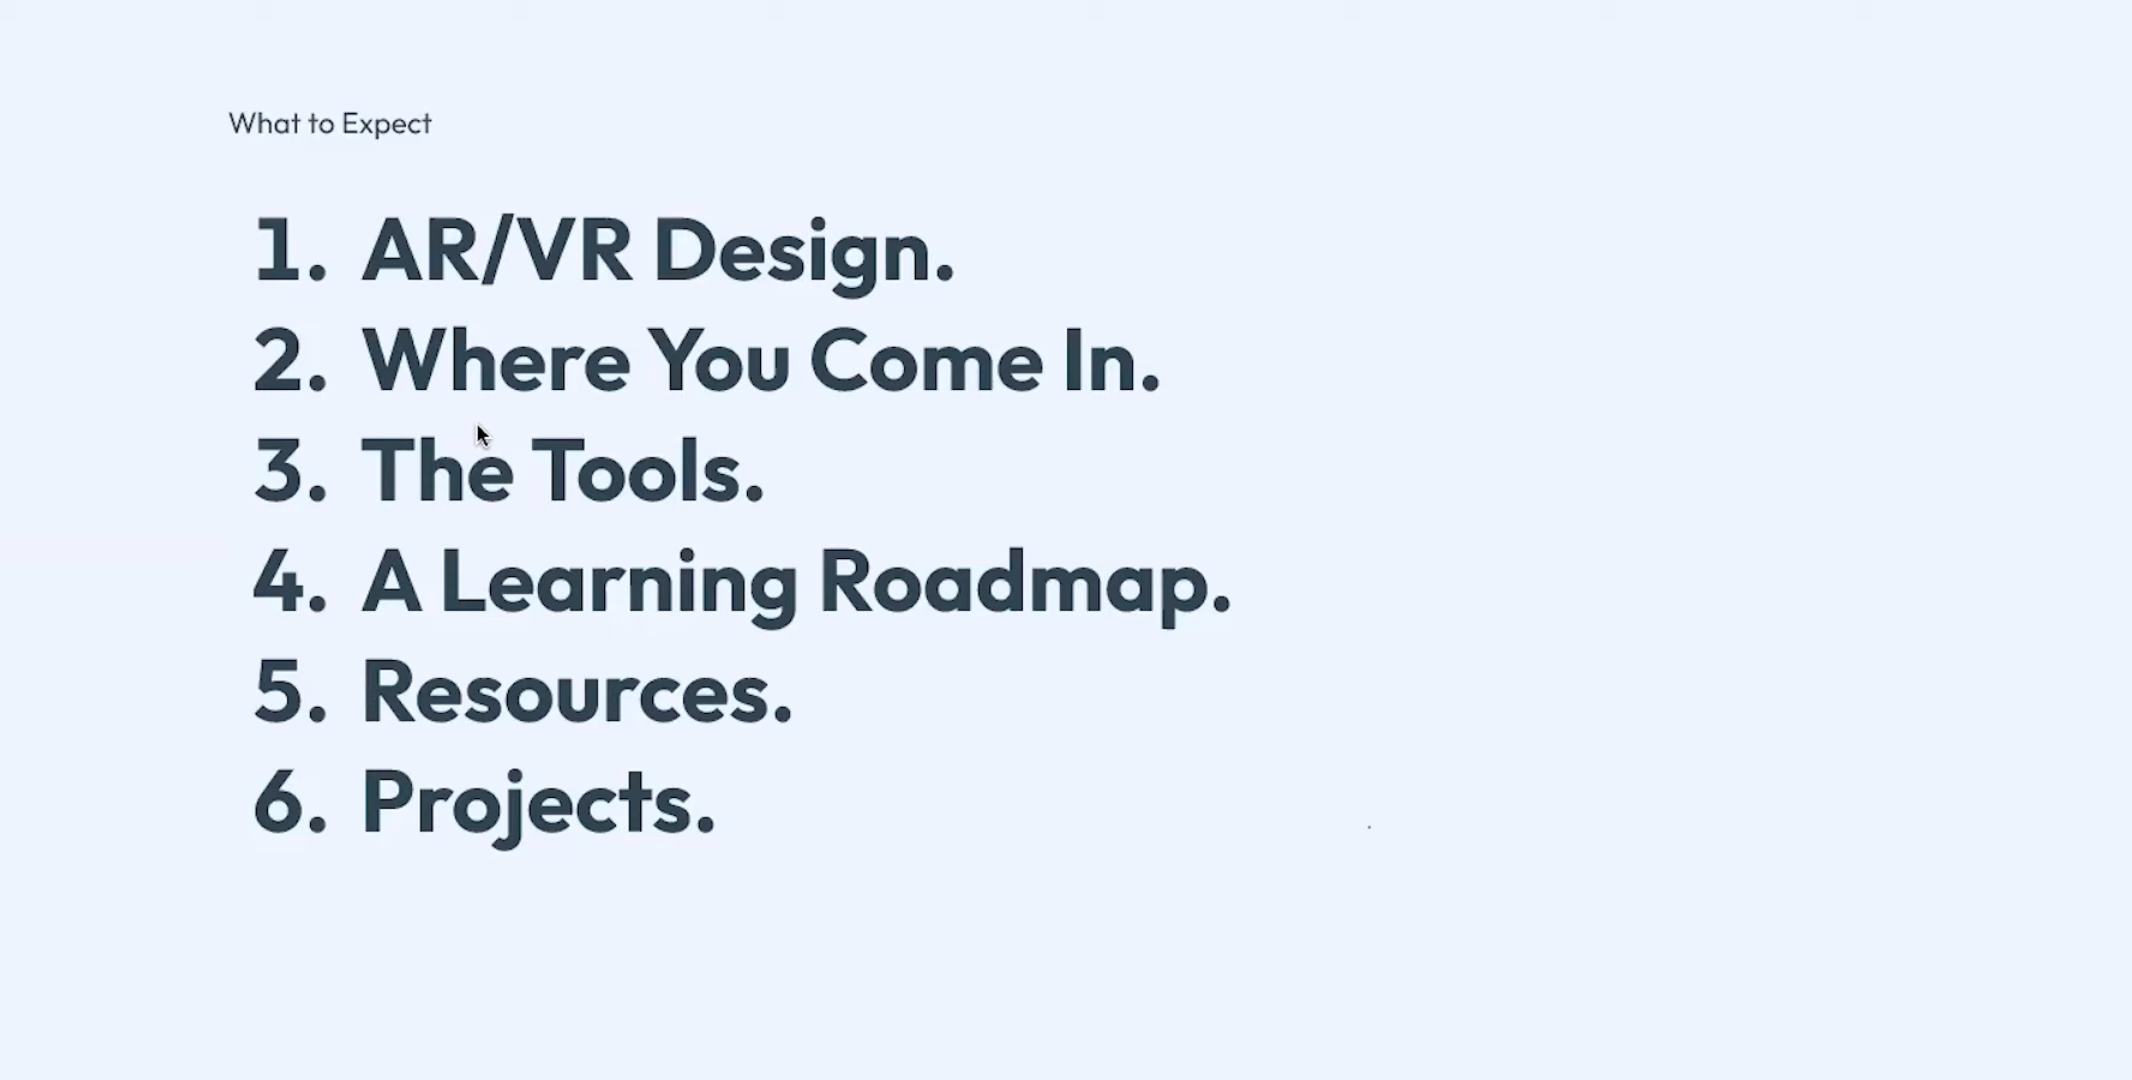 What to Expect
1. AR/VR Design.
2. Where You Come In.
3. The Tools.
4. A Learning Roadmap.
5. Resources.
6. Projects.